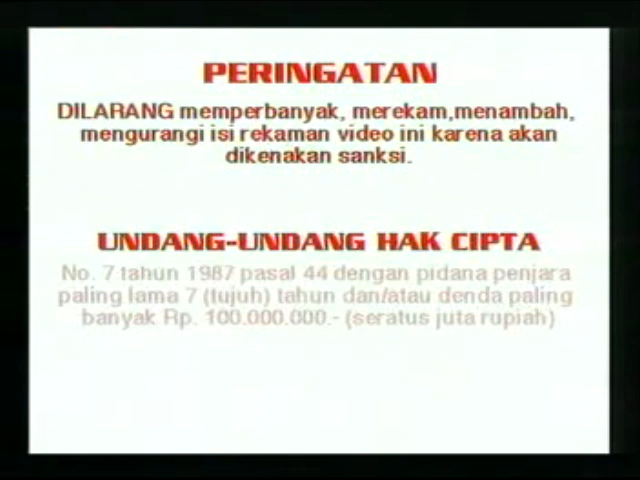 PERINGATAN
DILARANG memperbanyak, merekam,menambah,
mengurangi isi rekaman video ini karena akan
dikenakan sanksi.
UNDANG-UNDANG HAK CIPTA
No. 7 tahun 1987 pasal 44 dengan pidana penjara
paling lama 7 (tujuh) tahun dan/atau denda paling
banyak Rp. 100.000.000.- (seratus juta rupiah)